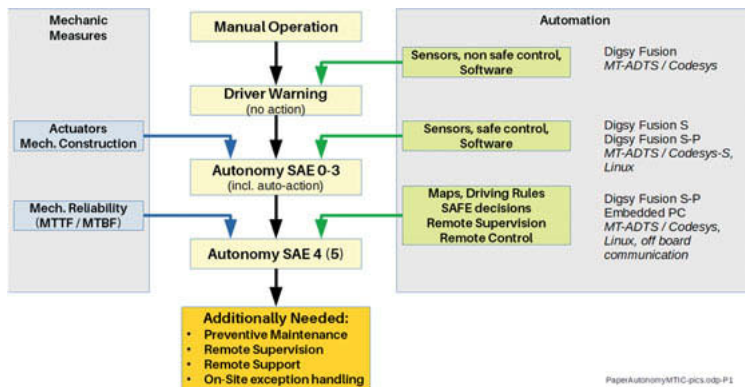 Mechanic
Measures
Manual Operation
Automation
Sensors, non safe control,
Software
Digsy Fusion
MT-ADTS / Codesys
Driver Warning
(no action)
Actuators
Mech. Construction
Sensors, safe control,
Software
Digsy Fusion S
Digsy Fusion S-P
MT-ADTS / Codesys-S,
Linux
Autonomy SAE 0-3
(incl. auto-action)
Mech. Reliability
(MTTF / MTBF)
Maps, Driving Rules
SAFE decisions
Remote Supervision
Remote Control
Digsy Fusion S-P
Embedded PC
MT-ADTS / Codesys,
Linux, off board
communication
Autonomy SAE 4 (5)
Additionally Needed:
• Preventive Maintenance
• Remote Supervision
• Remote Support
• On-Site exception handling
PaperAutonomyMTIC-pics.odp-P1